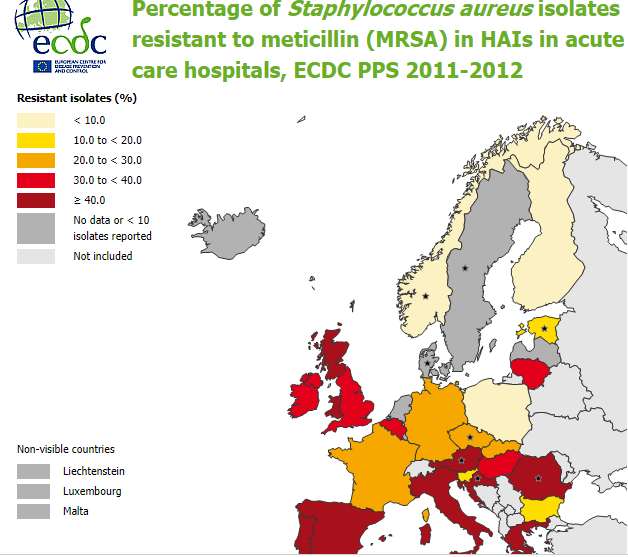 Percentage of Staphylococcus aureus isolates
resistant to meticillin (MRSA) in HAIs in acute
care hospitals, ECDC PPS 2011-2012
ecdc
EUROPEAN CENTRE FOR
DISEASE PREVENTION
AND CONTROL
Resistant isolates (%)
< 10.0
10.0 to < 20.0
20.0 to < 30.0
30.0 to < 40.0
≥ 40.0
No data or < 10
isolates reported
Not included
Non-visible countries
Liechtenstein
Luxembourg
Malta